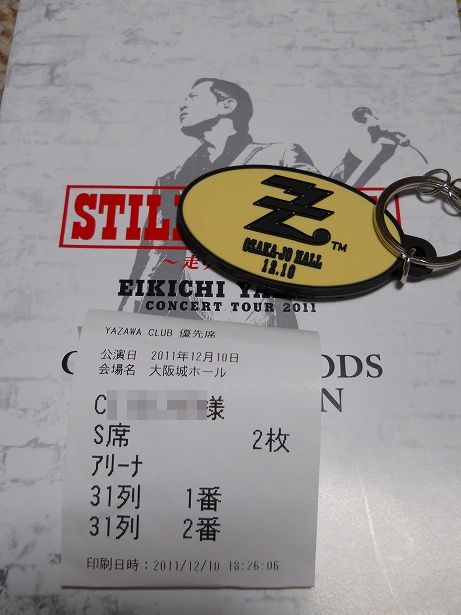 STILL
OSAKA-JO HALL
12.10
TM
～走
EIKICHI YA
CONCERT TOUR 2011
ODS
N
YAZAWA CLUB 優先席
公演日 2011年12月10日
会場名 大阪城ホール
C 様
S席 2枚
アリーナ
31列 1番
31列 2番
印刷日時：2011/12/10 18:26:06